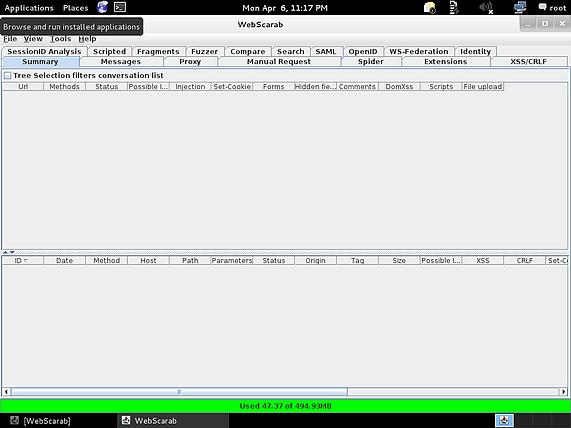 Applications Places Mon Apr 6, 11:17 PM root
Browse and run installed applications
WebScarab
File View Tools Help
SessionID Analysis Scripted Fragments Fuzzer Compare Search SAML OpenID WS-Federation Identity
Summary Messages Proxy Manual Request Spider Extensions XSS/CRLF
Tree Selection filters conversation list
Url Methods Status Possible I... Injection Set-Cookie Forms Hidden fie... Comments DomXss Scripts File upload
ID Date Method Host Path Parameters Status Origin Tag Size Possible I... XSS CRLF Set-C
Used 47.37 of 494.93MB
[WebScarab] WebScarab